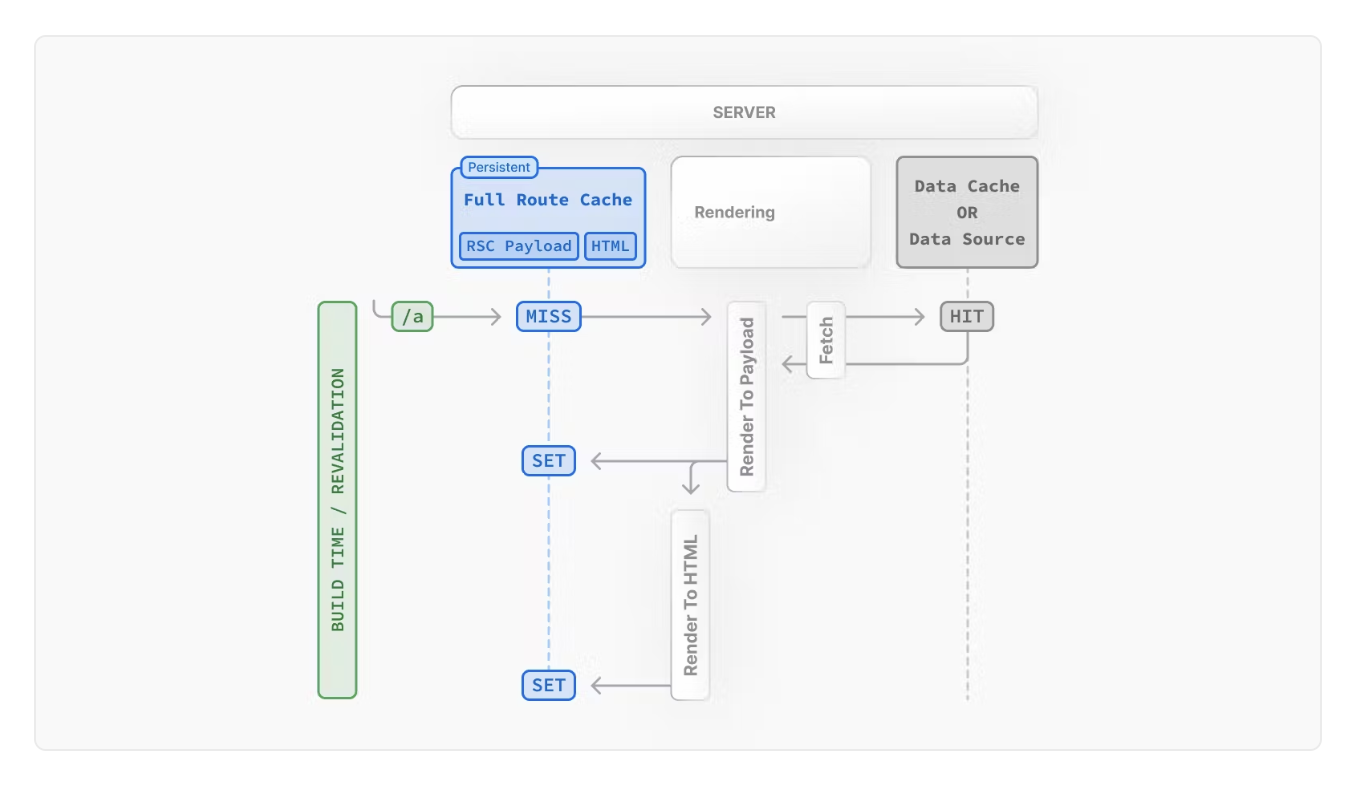 SERVER
Persistent
Full Route Cache
RSC Payload
HTML
Rendering
Data Cache
OR
Data Source
BUILD TIME / REVALIDATION
/a
MISS
Render To Payload
Fetch
HIT
SET
Render To HTML
SET